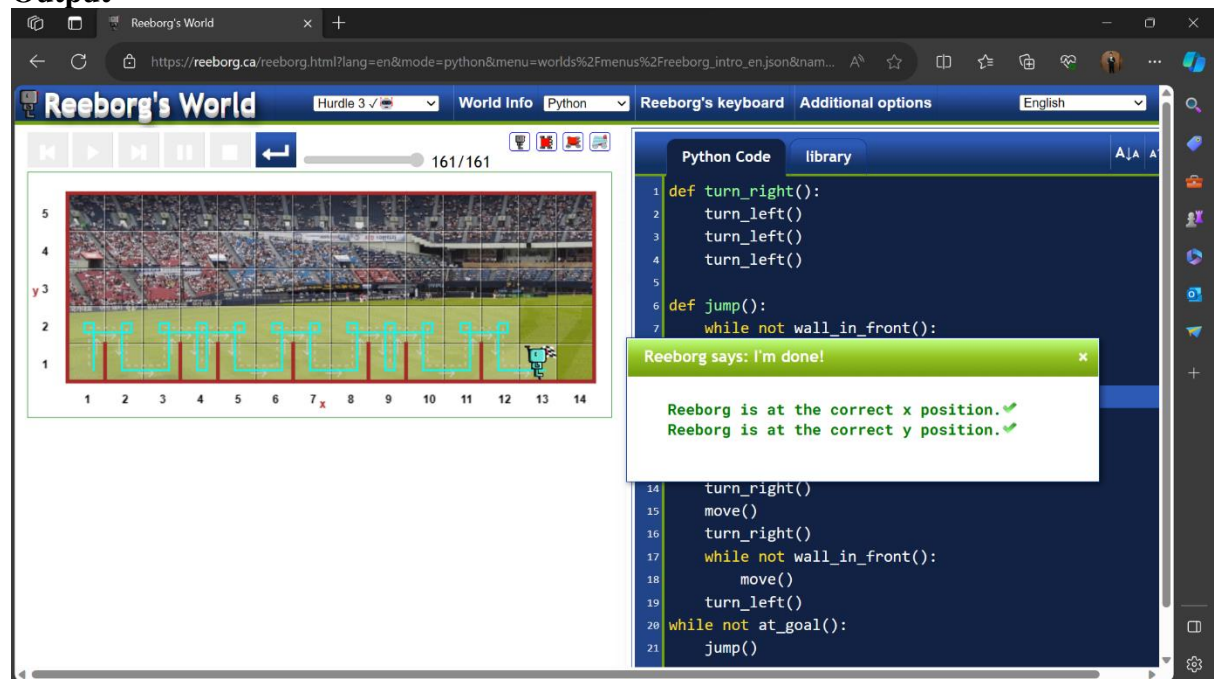 Output
Reeborg's World
https://reeborg.ca/reeborg.html?lang=en&mode=python&menu=worlds%2Fmenus%2Freeborg_intro_en.json&nam...
Reeborg's World
Hurdle 3 ✓
World Info
Python
Reeborg's keyboard
Additional options
English
161/161
Python Code
library
A↓A
1 def turn_right():
2 turn_left()
3 turn_left()
4 turn_left()
5
6 def jump():
7 while not wall_in_front():
Reeborg says: I'm done!
×
Reeborg is at the correct x position.✔
Reeborg is at the correct y position.✔
14 turn_right()
15 move()
16 turn_right()
17 while not wall_in_front():
18 move()
19 turn_left()
20 while not at_goal():
21 jump()
5
4
y 3
2
1
1 2 3 4 5 6 7 x 8 9 10 11 12 13 14